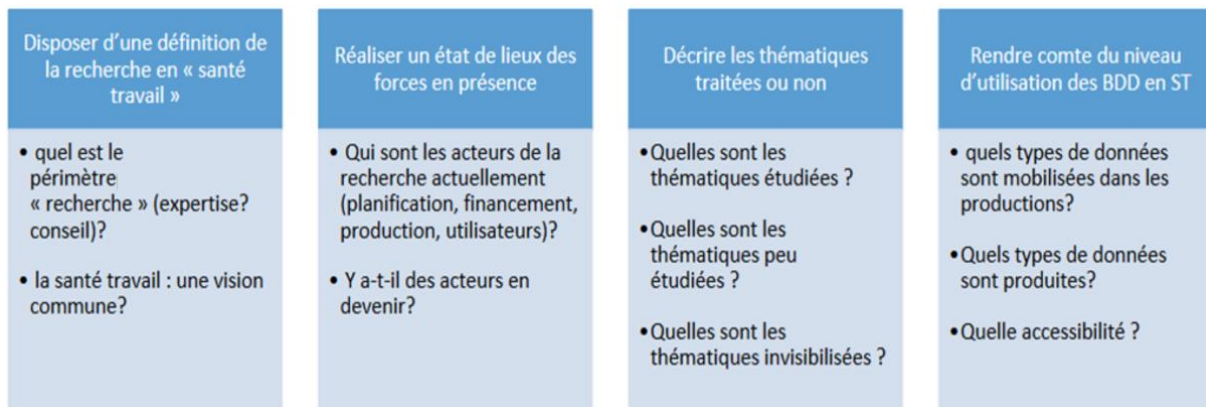 Disposer d’une définition de
la recherche en « santé
travail »
• quel est le
périmètre
« recherche » (expertise?
conseil)?
• la santé travail : une vision
commune?
Réaliser un état de lieux des
forces en présence
• Qui sont les acteurs de la
recherche actuellement
(planification, financement,
production, utilisateurs)?
• Y a-t-il des acteurs en
devenir?
Décrire les thématiques
traitées ou non
•Quelles sont les
thématiques étudiées ?
•Quelles sont les
thématiques peu
étudiées ?
•Quelles sont les
thématiques invisibilisées ?
Rendre comte du niveau
d’utilisation des BDD en ST
• quels types de données
sont mobilisées dans les
productions?
•Quels types de données
sont produites?
•Quelle accessibilité ?